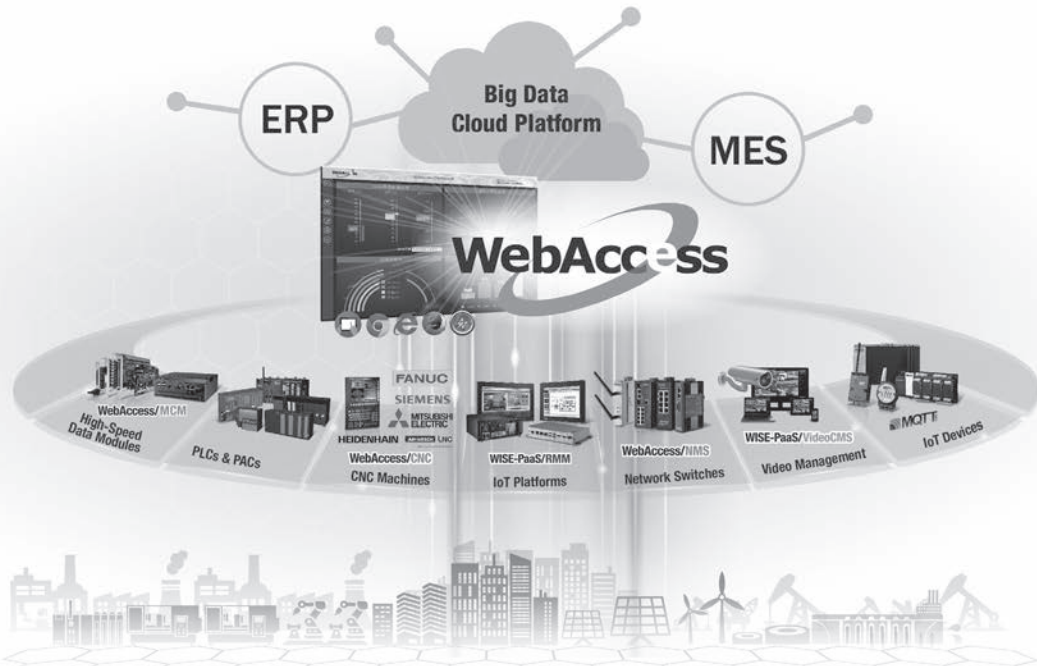 Big Data
Cloud Platform
ERP
MES
WebAccess
WebAccess/MCM
High-Speed
Data Modules
PLCs & PACs
FANUC
SIEMENS
MITSUBISHI
ELECTRIC
HEIDENHAIN
LNC
WebAccess/CNC
CNC Machines
WISE-PaaS/RMM
IoT Platforms
WebAccess/NMS
Network Switches
WISE-PaaS/VideoCMS
Video Management
MQTT
IoT Devices